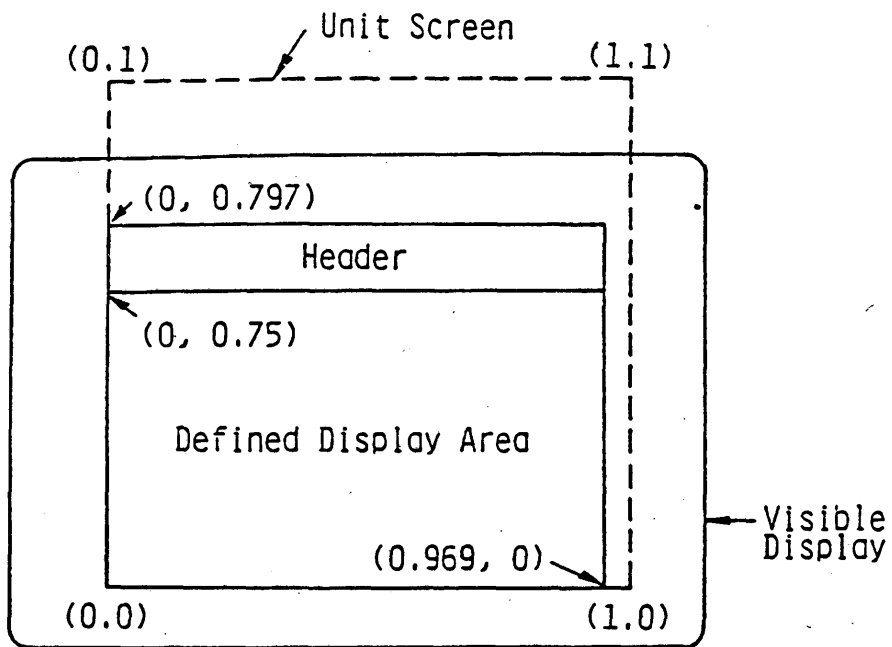 Unit Screen
(0.1)
(1.1)
(0, 0.797)
Header
(0, 0.75)
Defined Display Area
Visible
Display
(0.969, 0)
(0.0)
(1.0)